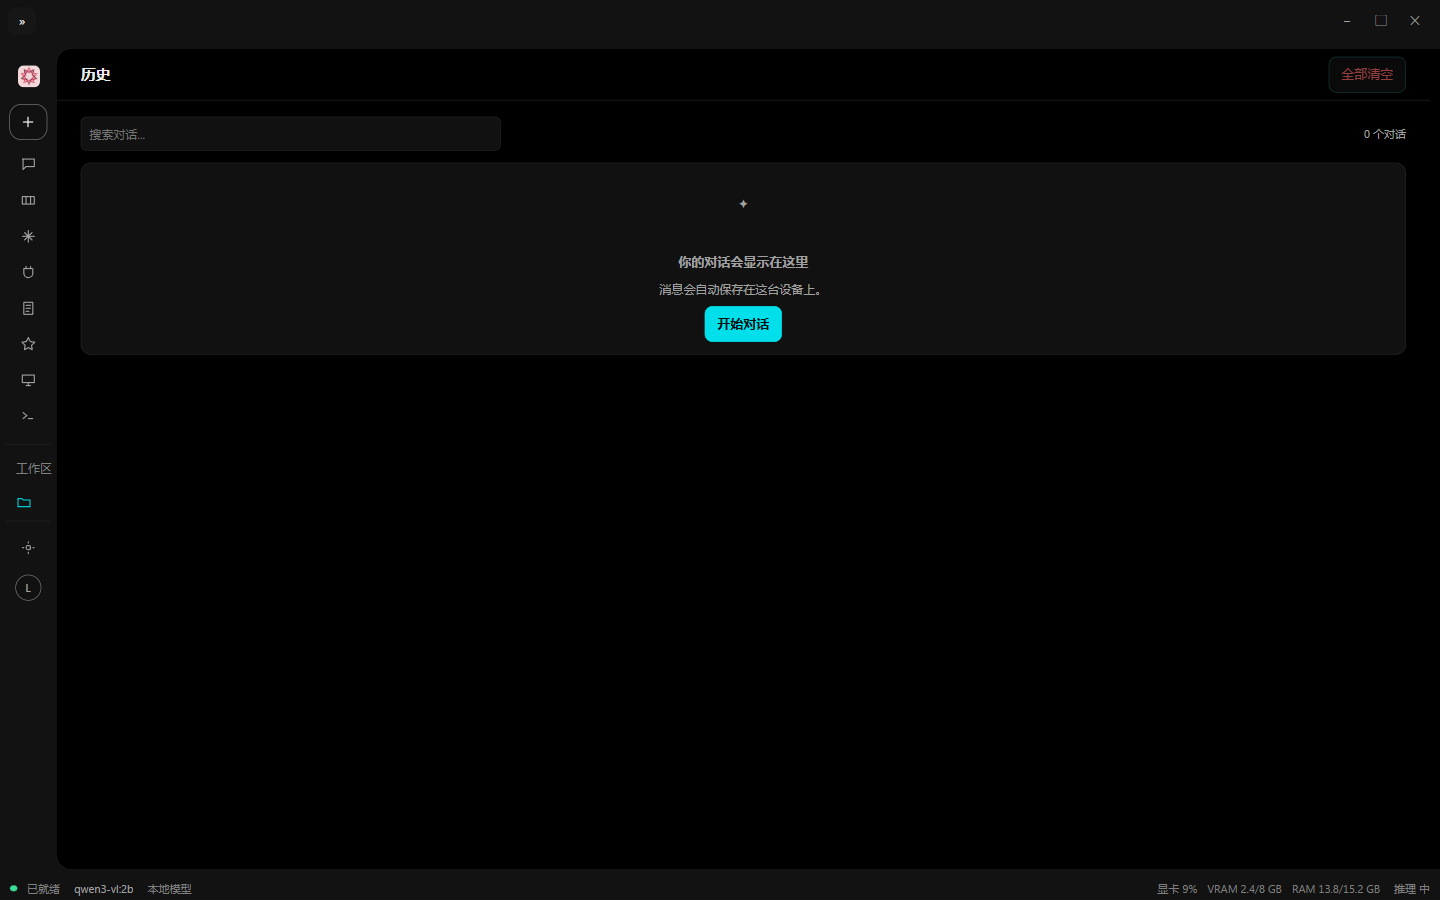 »
历史
全部清空
搜索对话...
0 个对话
你的对话会显示在这里
消息会自动保存在这台设备上。
开始对话
工作区
L
已就绪 qwen3-vl:2b 本地模型
显卡 9% VRAM 2.4/8 GB RAM 13.8/15.2 GB 推理 中